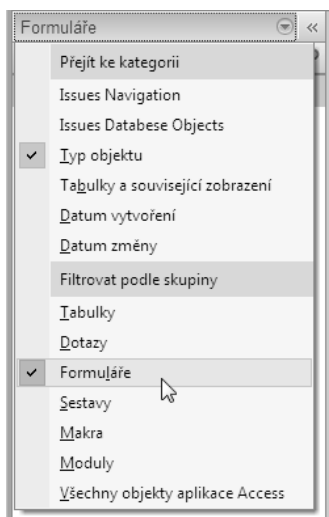 Formuláře
Přejít ke kategorii
Issues Navigation
Issues Databese Objects
Typ objektu
Tabulky a související zobrazení
Datum vytvoření
Datum změny
Filtrovat podle skupiny
Tabulky
Dotazy
Formuláře
Sestavy
Makra
Moduly
Všechny objekty aplikace Access